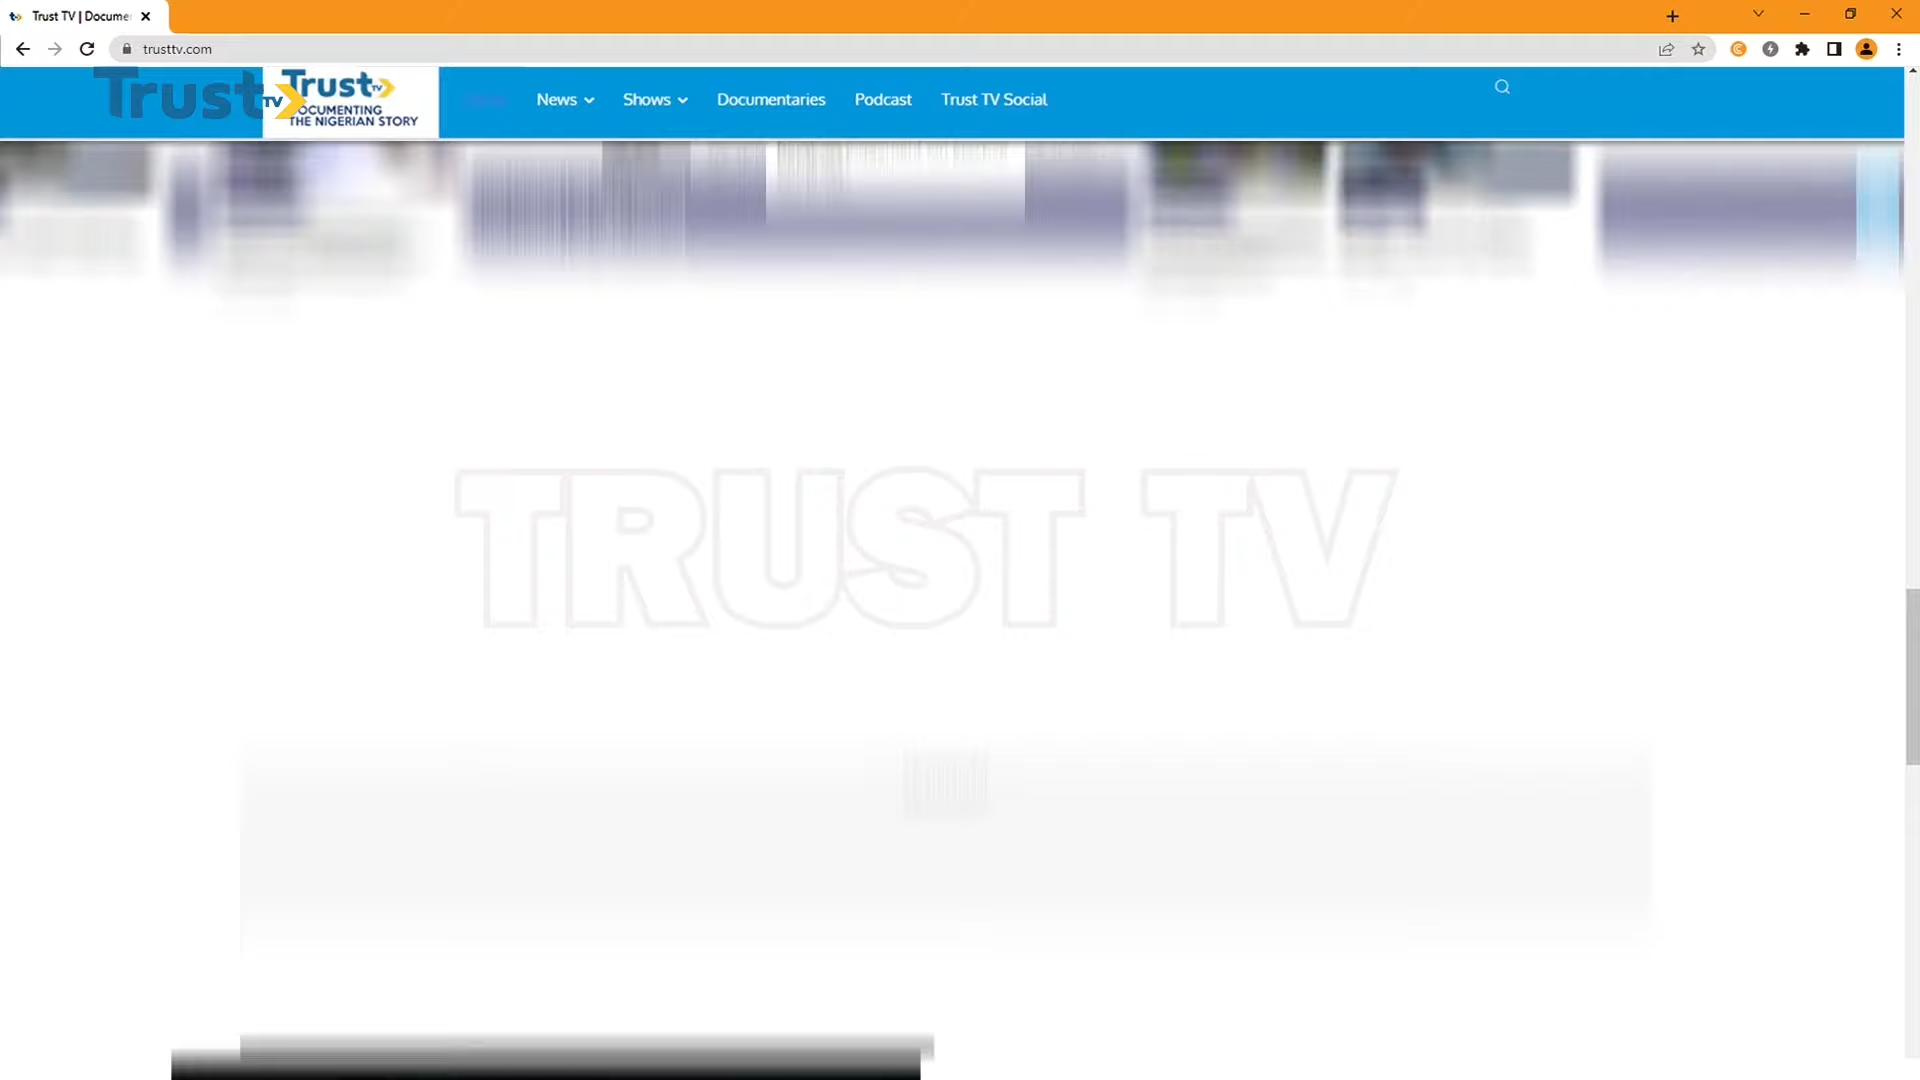 Trust TV | Docume
trusttv.com
Trust TV
Trust TV
DOCUMENTING
THE NIGERIAN STORY
News
Shows
Documentaries
Podcast
Trust TV Social
TRUST TV